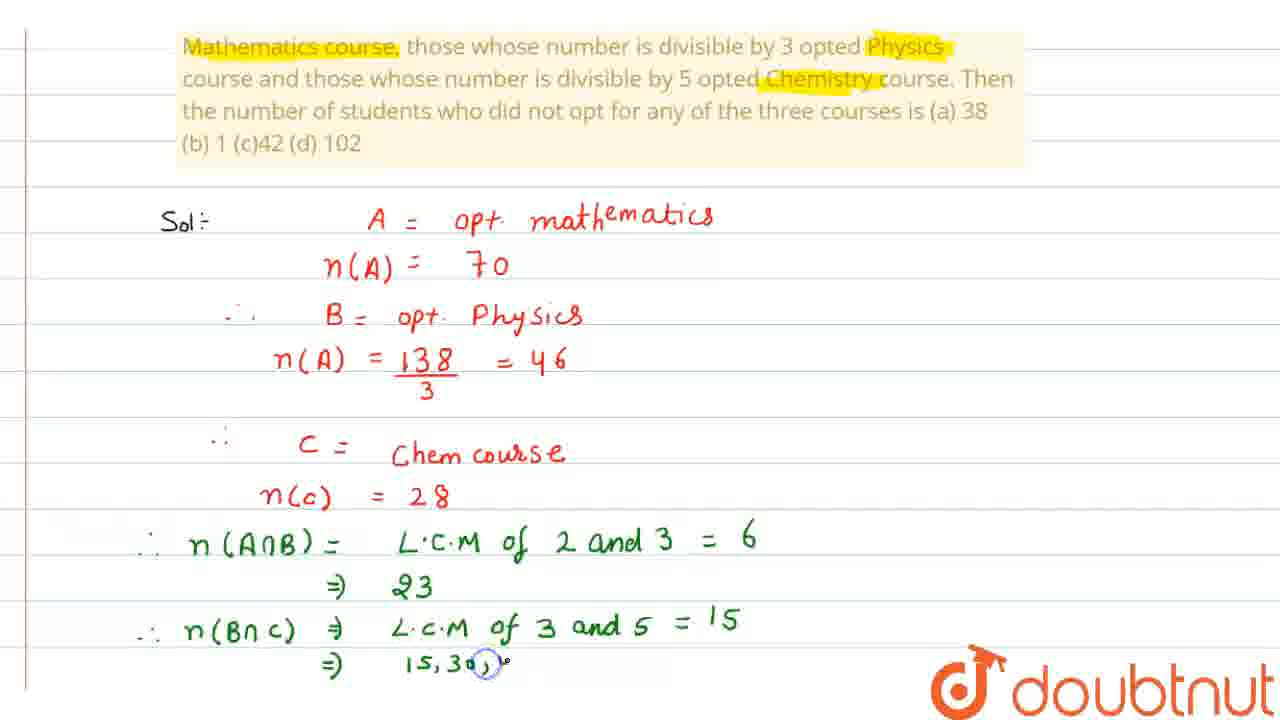 Mathematics course, those whose number is divisible by 3 opted Physics
course and those whose number is divisible by 5 opted Chemistry course. Then
the number of students who did not opt for any of the three courses is (a) 38
(b) 1 (c)42 (d) 102
Sol:- A = opt. mathematics
n(A) = 70
∴ B = opt. Physics
n(A) = 138/3 = 46
∴ C = Chem course
n(c) = 28
∴ n(A∩B) = L.C.M of 2 and 3 = 6
⇒ 23
∴ n(B∩C) ⇒ L.C.M of 3 and 5 = 15
⇒ 15, 30,
doubtnut